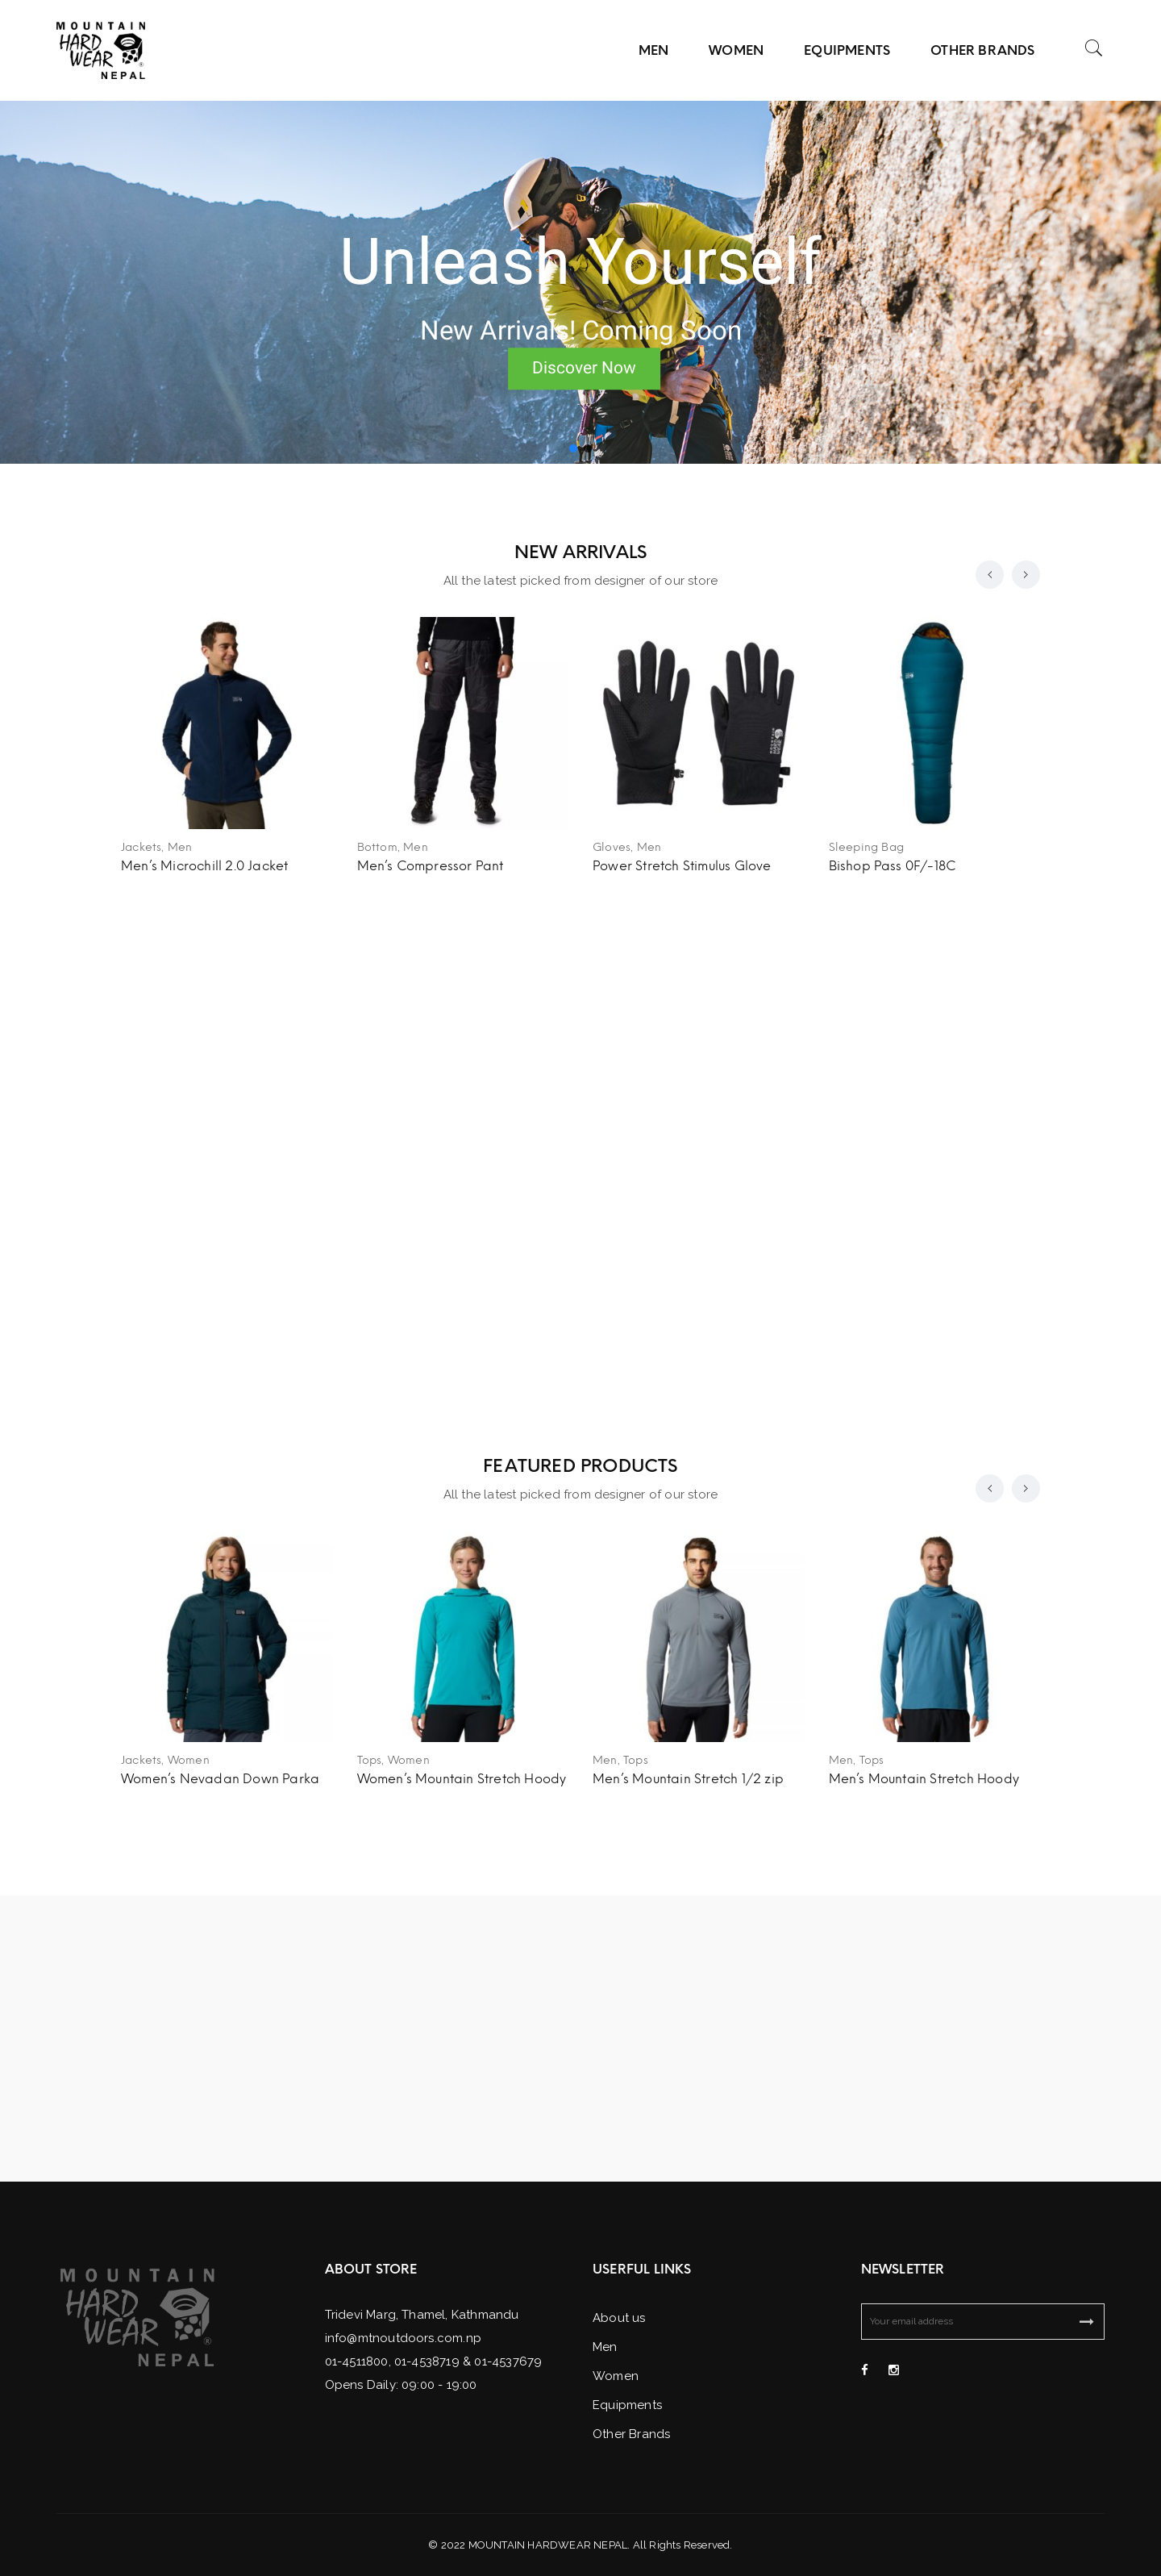 MOUNTAIN
HARD
WEAR
NEPAL
MEN WOMEN EQUIPMENTS OTHER BRANDS
Unleash Yourself
New Arrivals! Coming Soon
Discover Now
NEW ARRIVALS
All the latest picked from designer of our store
Jackets, Men
Men's Microchill 2.0 Jacket
Bottom, Men
Men's Compressor Pant
Gloves, Men
Power Stretch Stimulus Glove
Sleeping Bag
Bishop Pass 0F/-18C
FEATURED PRODUCTS
All the latest picked from designer of our store
Jackets, Women
Women's Nevadan Down Parka
Tops, Women
Women's Mountain Stretch Hoody
Men, Tops
Men's Mountain Stretch 1/2 zip
Men, Tops
Men's Mountain Stretch Hoody
MOUNTAIN
HARD
WEAR
®
NEPAL
ABOUT STORE
Tridevi Marg, Thamel, Kathmandu
info@mtnoutdoors.com.np
01-4511800, 01-4538719 & 01-4537679
Opens Daily: 09:00 - 19:00
USERFUL LINKS
About us
Men
Women
Equipments
Other Brands
NEWSLETTER
Your email address
© 2022 MOUNTAIN HARDWEAR NEPAL. All Rights Reserved.